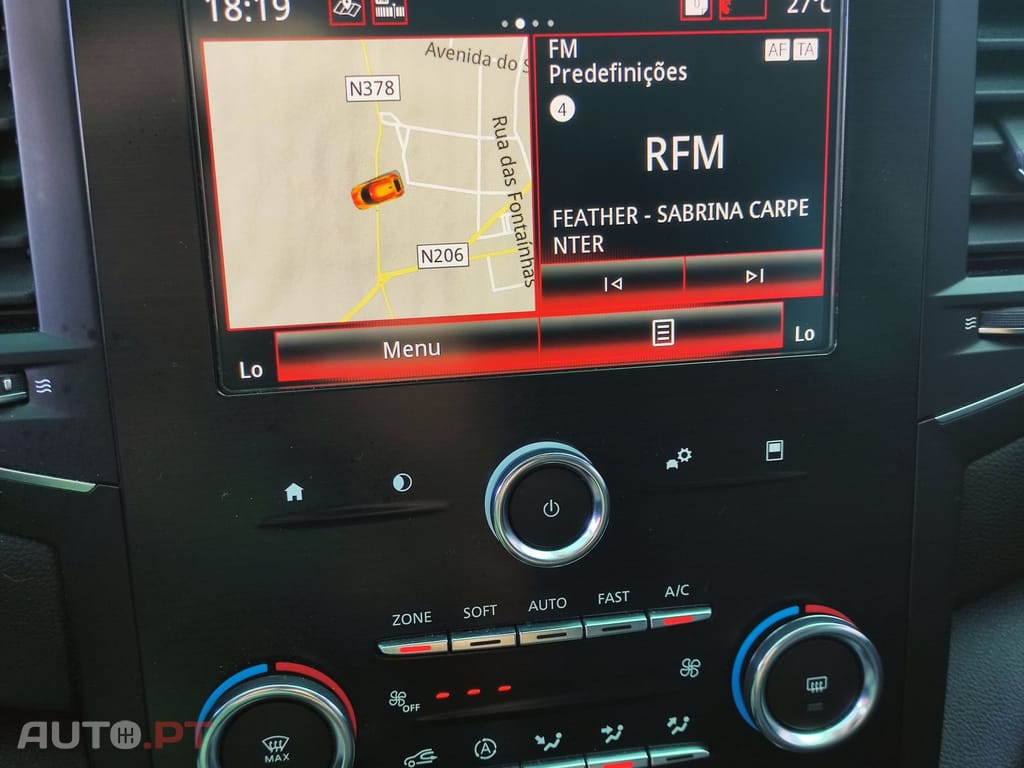 18:19
27°C
Avenida do S
N378
Rua das Fontaínhas
N206
FM
AF TA
Predefinições
4
RFM
FEATHER - SABRINA CARPE
NTER
Menu
Lo
Lo
ZONE SOFT AUTO FAST A/C
OFF
MAX
A
AUTO.PT